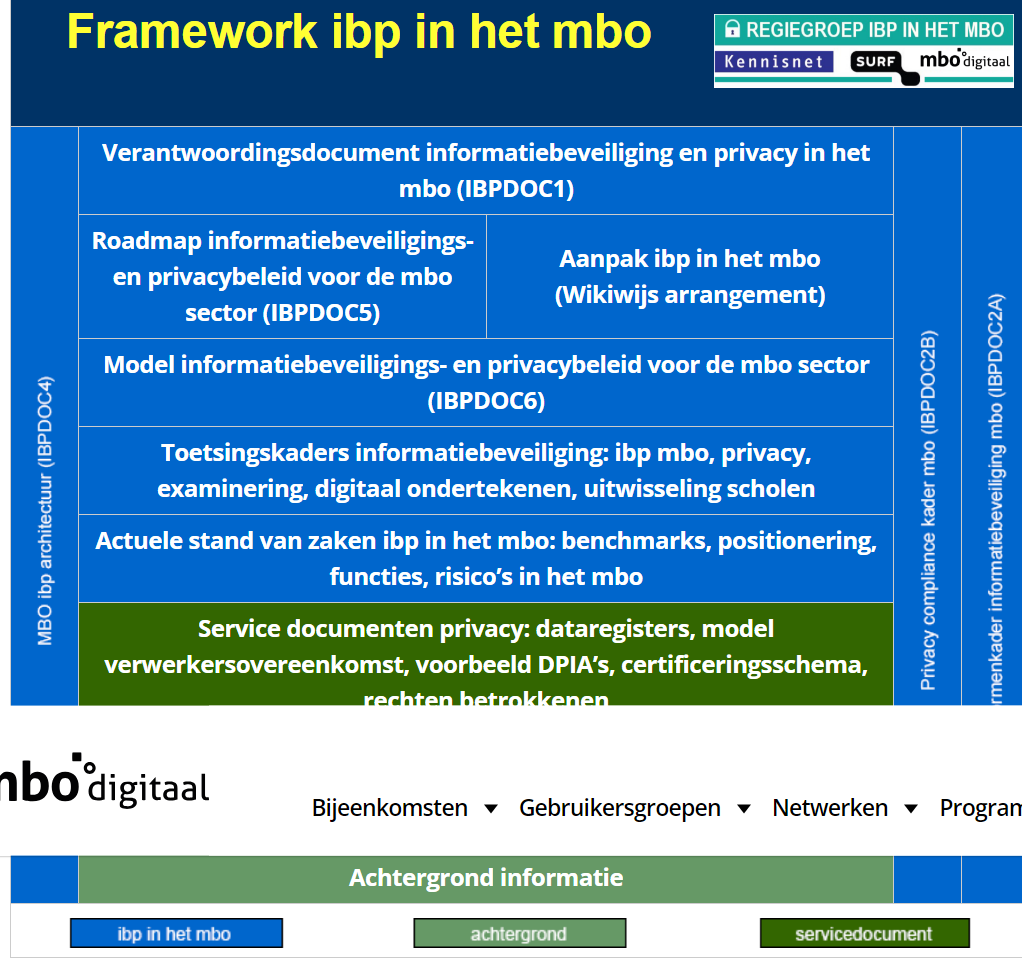 Framework ibp in het mbo
REGIEGROEP IBP IN HET MBO
Kennisnet SURF mbo digitaal
Verantwoordingsdocument informatiebeveiliging en privacy in het
mbo (IBPDOC1)
Roadmap informatiebeveiligings-
en privacybeleid voor de mbo
sector (IBPDOC5)
Aanpak ibp in het mbo
(Wikiwijs arrangement)
Model informatiebeveiligings- en privacybeleid voor de mbo sector
(IBPDOC6)
Toetsingskaders informatiebeveiliging: ibp mbo, privacy,
examinering, digitaal ondertekenen, uitwisseling scholen
Actuele stand van zaken ibp in het mbo: benchmarks, positionering,
functies, risico’s in het mbo
Service documenten privacy: dataregisters, model
verwerkersovereenkomst, voorbeeld DPIA’s, certificeringsschema,
rechten betrokkenen
MBO ibp architectuur (IBPDOC4)
Privacy compliance kader mbo (IBPDOC2B)
rmenkader informatiebeveiliging mbo (IBPDOC2A)
mbo digitaal
Bijeenkomsten Gebruikersgroepen Netwerken Program
Achtergrond informatie
ibp in het mbo
achtergrond
servicedocument